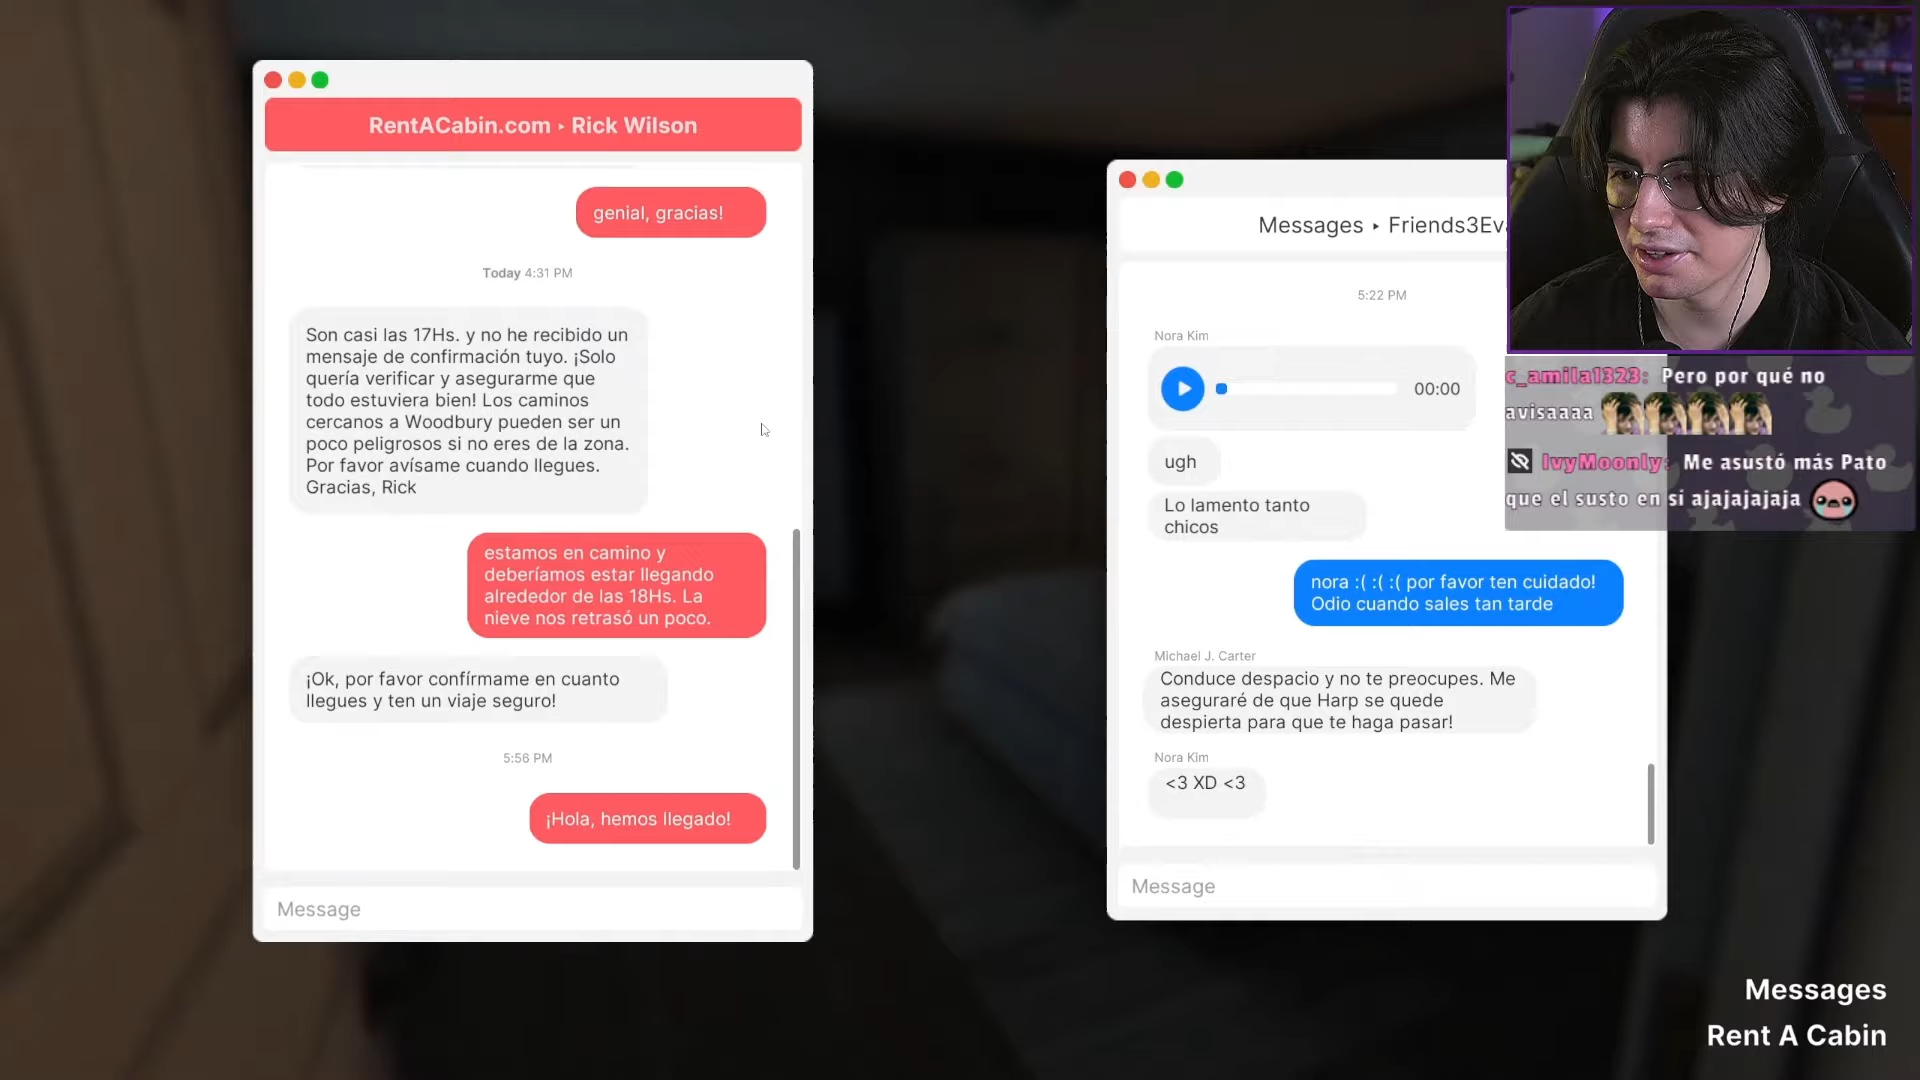 RentACabin.com ▸ Rick Wilson
genial, gracias!
Today 4:31 PM
Son casi las 17Hs. y no he recibido un
mensaje de confirmación tuyo. ¡Solo
quería verificar y asegurarme que
todo estuviera bien! Los caminos
cercanos a Woodbury pueden ser un
poco peligrosos si no eres de la zona.
Por favor avísame cuando llegues.
Gracias, Rick
estamos en camino y
deberíamos estar llegando
alrededor de las 18Hs. La
nieve nos retrasó un poco.
¡Ok, por favor confírmame en cuanto
llegues y ten un viaje seguro!
5:56 PM
¡Hola, hemos llegado!
Message
Messages ▸ Friends3Ev
5:22 PM
Nora Kim
00:00
ugh
Lo lamento tanto
chicos
nora :( :( :( por favor ten cuidado!
Odio cuando sales tan tarde
Michael J. Carter
Conduce despacio y no te preocupes. Me
aseguraré de que Harp se quede
despierta para que te haga pasar!
Nora Kim
<3 XD <3
Message
c_amila1323: Pero por qué no
avisaaaa
IvyMoonly: Me asustó más Pato
que el susto en sí ajajajajaja
Messages
Rent A Cabin